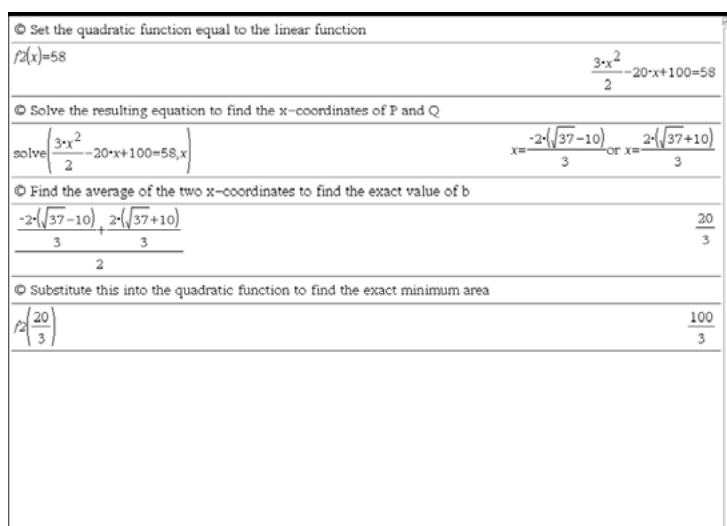 © Set the quadratic function equal to the linear function
f2(x)=58
3·x²/2-20·x+100=58
© Solve the resulting equation to find the x-coordinates of P and Q
solve(3·x²/2-20·x+100=58,x)
x=-2·(√37-10)/3 or x=2·(√37+10)/3
© Find the average of the two x-coordinates to find the exact value of b
(-2·(√37-10)/3+2·(√37+10)/3)/2
20/3
© Substitute this into the quadratic function to find the exact minimum area
f2(20/3)
100/3